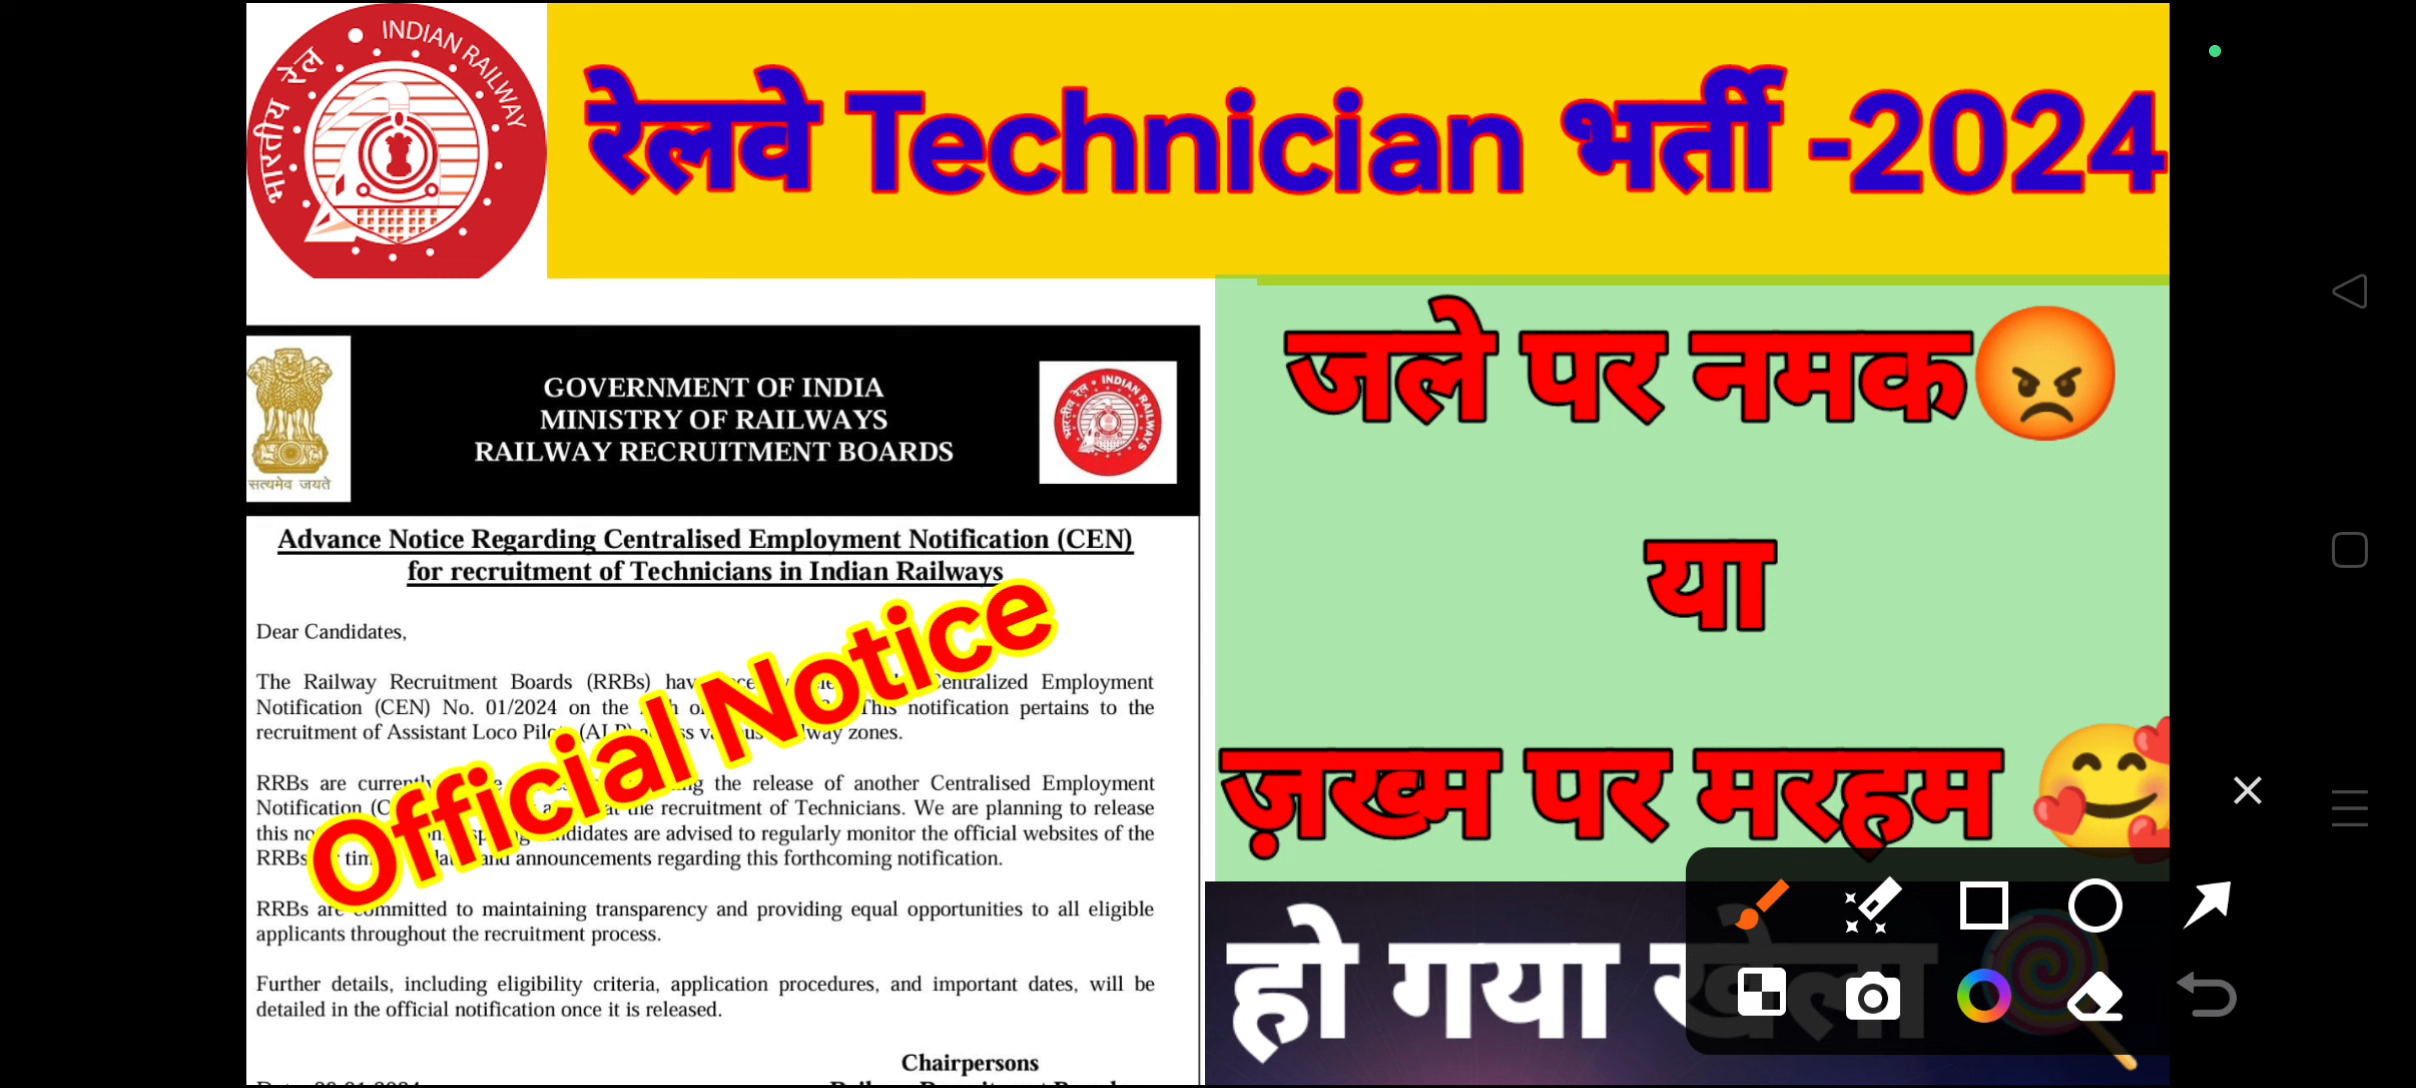 भारतीय रेल
INDIAN RAILWAY
रेलवे Technician भर्ती -2024
सत्यमेव जयते
GOVERNMENT OF INDIA
MINISTRY OF RAILWAYS
RAILWAY RECRUITMENT BOARDS
भारतीय रेल
INDIAN RAILWAYS
Advance Notice Regarding Centralised Employment Notification (CEN)
for recruitment of Technicians in Indian Railways
Dear Candidates,
The Railway Recruitment Boards (RRBs) Centralized Employment
Notification (CEN) No. 01/2024 on the This notification pertains to the
recruitment of Assistant Loco (ALP) zones.
RRBs are the release of another Centralised Employment
Notification the recruitment of Technicians. We are planning to release
this are advised to regularly monitor the official websites of the
RRBs and announcements regarding this forthcoming notification.
RRBs are committed to maintaining transparency and providing equal opportunities to all eligible
applicants throughout the recruitment process.
Further details, including eligibility criteria, application procedures, and important dates, will be
detailed in the official notification once it is released.
Chairpersons
Official Notice
जले पर नमक
या
ज़ख्म पर मरहम
हो गया खेला